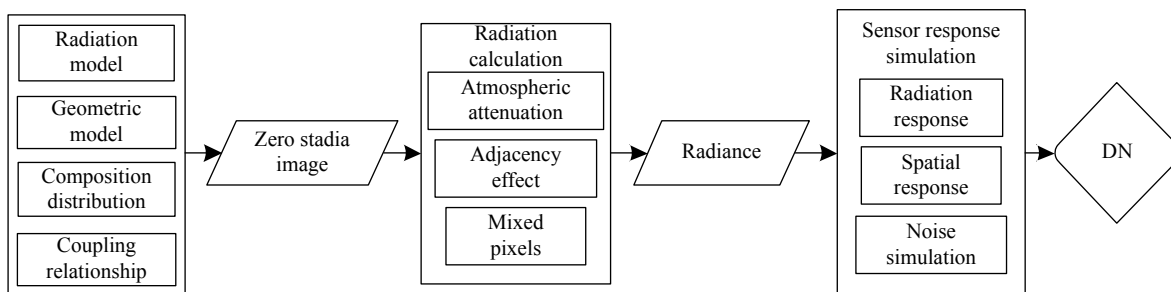 Radiation
model
Geometric
model
Composition
distribution
Coupling
relationship
Zero stadia
image
Radiation
calculation
Atmospheric
attenuation
Adjacency
effect
Mixed
pixels
Radiance
Sensor response
simulation
Radiation
response
Spatial
response
Noise
simulation
DN